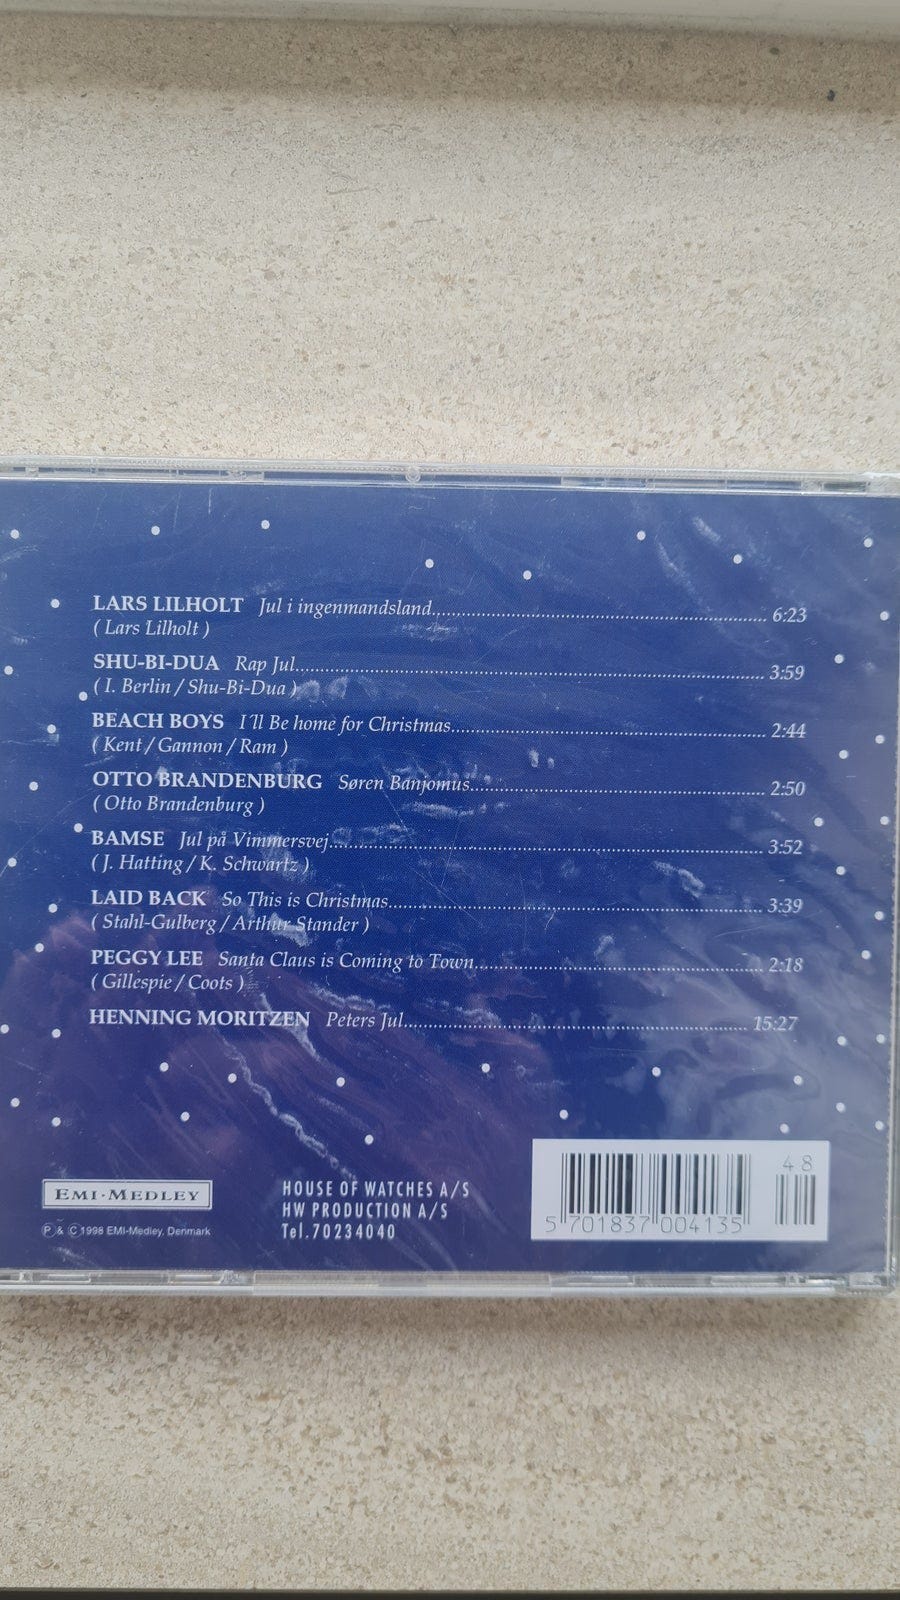 LARS LILHOLT Jul i ingenmandsland 6:23
( Lars Lilholt )
SHU-BI-DUA Rap Jul 3:59
( I. Berlin / Shu-Bi-Dua )
BEACH BOYS I´ll Be home for Christmas 2:44
( Kent / Gannon / Ram )
OTTO BRANDENBURG Søren Banjomus 2:50
( Otto Brandenburg )
BAMSE Jul på Vimmersvej 3:52
( J. Hatting / K. Schwartz )
LAID BACK So This is Christmas 3:39
( Stahl-Gulberg / Arthur Stander )
PEGGY LEE Santa Claus is Coming to Town 2:18
( Gillespie / Coots )
HENNING MORITZEN Peters Jul 15:27
EMI·MEDLEY
Ⓟ & Ⓒ 1998 EMI-Medley, Denmark
HOUSE OF WATCHES A/S
HW PRODUCTION A/S
Tel.70234040
48
5 701837 004135